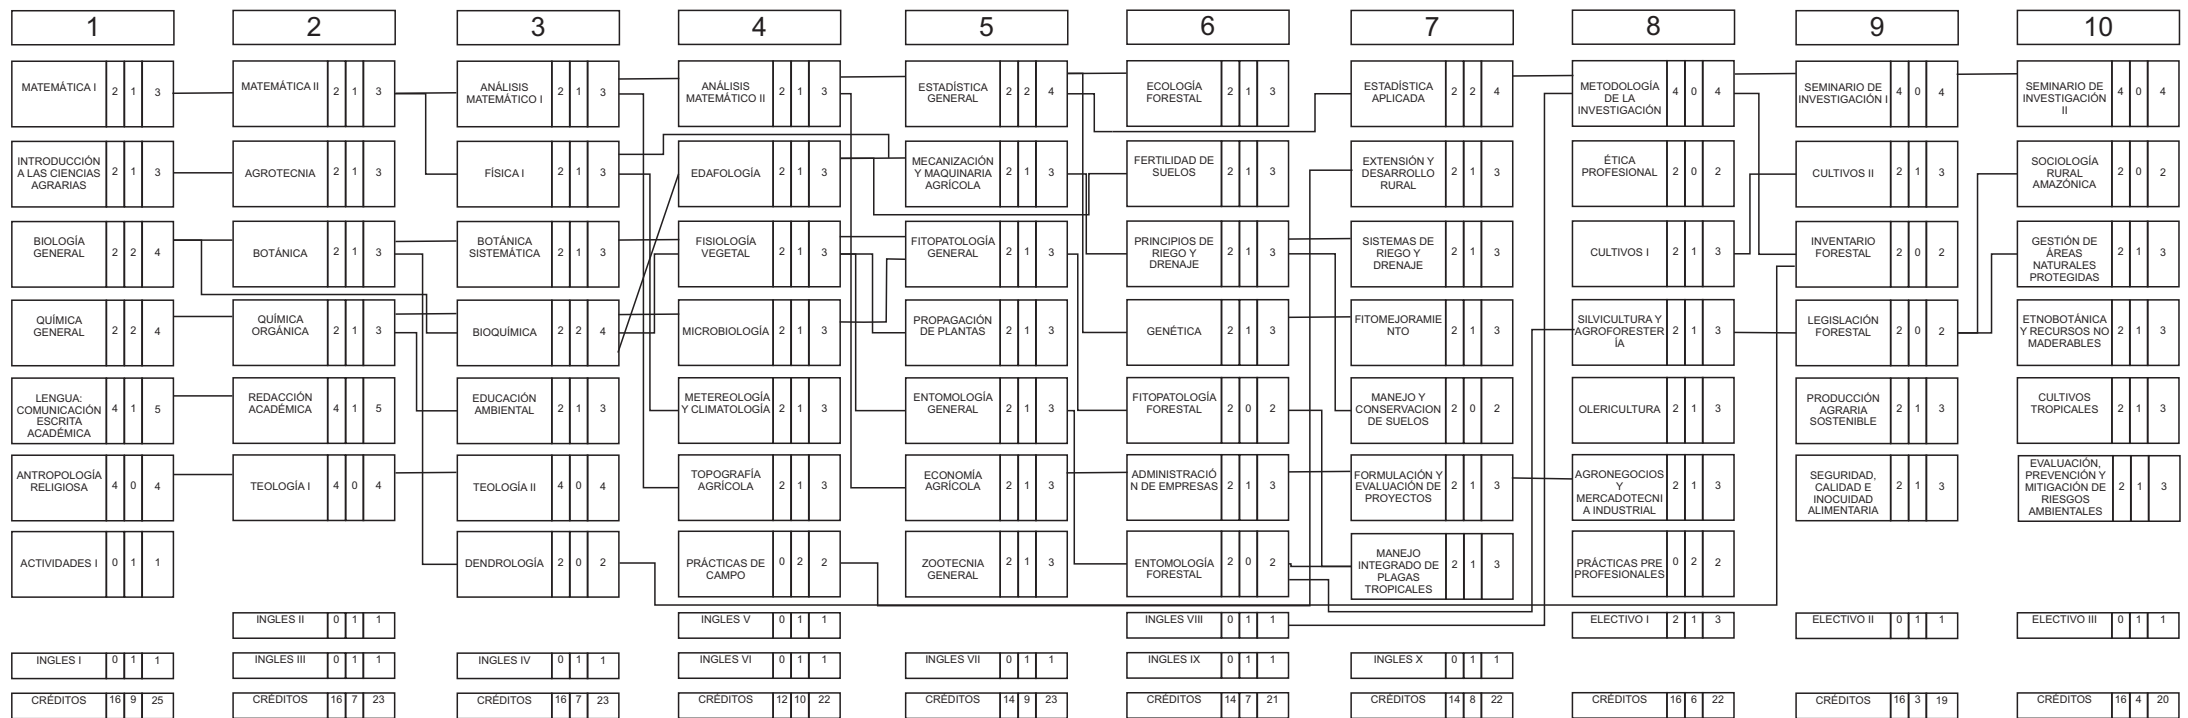 1
MATEMÁTICA I 2 1 3
INTRODUCCIÓN
A LAS CIENCIAS
AGRARIAS
2 1 3
BIOLOGÍA
GENERAL
2 2 4
QUÍMICA
GENERAL
2 2 4
LENGUA:
COMUNICACIÓN
ESCRITA
ACADÉMICA
4 1 5
ANTROPOLOGÍA
RELIGIOSA
4 0 4
ACTIVIDADES I 0 1 1
INGLES I 0 1 1
CRÉDITOS 16 9 25
2
MATEMÁTICA II 2 1 3
AGROTECNIA 2 1 3
BOTÁNICA 2 1 3
QUÍMICA
ORGÁNICA
2 1 3
REDACCIÓN
ACADÉMICA
4 1 5
TEOLOGÍA I 4 0 4
INGLES II 0 1 1
INGLES III 0 1 1
CRÉDITOS 16 7 23
3
ANÁLISIS
MATEMÁTICO I
2 1 3
FÍSICA I 2 1 3
BOTÁNICA
SISTEMÁTICA
2 1 3
BIOQUÍMICA 2 2 4
EDUCACIÓN
AMBIENTAL
2 1 3
TEOLOGÍA II 4 0 4
DENDROLOGÍA 2 0 2
INGLES IV 0 1 1
CRÉDITOS 16 7 23
4
ANÁLISIS
MATEMÁTICO II
2 1 3
EDAFOLOGÍA 2 1 3
FISIOLOGÍA
VEGETAL
2 1 3
MICROBIOLOGÍA 2 1 3
METEREOLOGÍA
Y CLIMATOLOGÍA
2 1 3
TOPOGRAFÍA
AGRÍCOLA
2 1 3
PRÁCTICAS DE
CAMPO
0 2 2
INGLES V 0 1 1
INGLES VI 0 1 1
CRÉDITOS 12 10 22
5
ESTADÍSTICA
GENERAL
2 2 4
MECANIZACIÓN
Y MAQUINARIA
AGRÍCOLA
2 1 3
FITOPATOLOGÍA
GENERAL
2 1 3
PROPAGACIÓN
DE PLANTAS
2 1 3
ENTOMOLOGÍA
GENERAL
2 1 3
ECONOMÍA
AGRÍCOLA
2 1 3
ZOOTECNIA
GENERAL
2 1 3
INGLES VII 0 1 1
CRÉDITOS 14 9 23
6
ECOLOGÍA
FORESTAL
2 1 3
FERTILIDAD DE
SUELOS
2 1 3
PRINCIPIOS DE
RIEGO Y
DRENAJE
2 1 3
GENÉTICA 2 1 3
FITOPATOLOGÍA
FORESTAL
2 0 2
ADMINISTRACIÓ
N DE EMPRESAS
2 1 3
ENTOMOLOGÍA
FORESTAL
2 0 2
INGLES VIII 0 1 1
INGLES IX 0 1 1
CRÉDITOS 14 7 21
7
ESTADÍSTICA
APLICADA
2 2 4
EXTENSIÓN Y
DESARROLLO
RURAL
2 1 3
SISTEMAS DE
RIEGO Y
DRENAJE
2 1 3
FITOMEJORAMIE
NTO
2 1 3
MANEJO Y
CONSERVACION
DE SUELOS
2 0 2
FORMULACIÓN Y
EVALUACIÓN DE
PROYECTOS
2 1 3
MANEJO
INTEGRADO DE
PLAGAS
TROPICALES
2 1 3
INGLES X 0 1 1
CRÉDITOS 14 8 22
8
METODOLOGÍA
DE LA
INVESTIGACIÓN
4 0 4
ÉTICA
PROFESIONAL
2 0 2
CULTIVOS I 2 1 3
SILVICULTURA Y
AGROFORESTER
ÍA
2 1 3
OLERICULTURA 2 1 3
AGRONEGOCIOS
Y
MERCADOTECNI
A INDUSTRIAL
2 1 3
PRÁCTICAS PRE
PROFESIONALES
0 2 2
ELECTIVO I 2 1 3
CRÉDITOS 16 6 22
9
SEMINARIO DE
INVESTIGACIÓN I
4 0 4
CULTIVOS II 2 1 3
INVENTARIO
FORESTAL
2 0 2
LEGISLACIÓN
FORESTAL
2 0 2
PRODUCCIÓN
AGRARIA
SOSTENIBLE
2 1 3
SEGURIDAD,
CALIDAD E
INOCUIDAD
ALIMENTARIA
2 1 3
ELECTIVO II 0 1 1
CRÉDITOS 16 3 19
10
SEMINARIO DE
INVESTIGACIÓN
II
4 0 4
SOCIOLOGÍA
RURAL
AMAZÓNICA
2 0 2
GESTIÓN DE
ÁREAS
NATURALES
PROTEGIDAS
2 1 3
ETNOBOTÁNICA
Y RECURSOS NO
MADERABLES
2 1 3
CULTIVOS
TROPICALES
2 1 3
EVALUACIÓN,
PREVENCIÓN Y
MITIGACIÓN DE
RIESGOS
AMBIENTALES
2 1 3
ELECTIVO III 0 1 1
CRÉDITOS 16 4 20